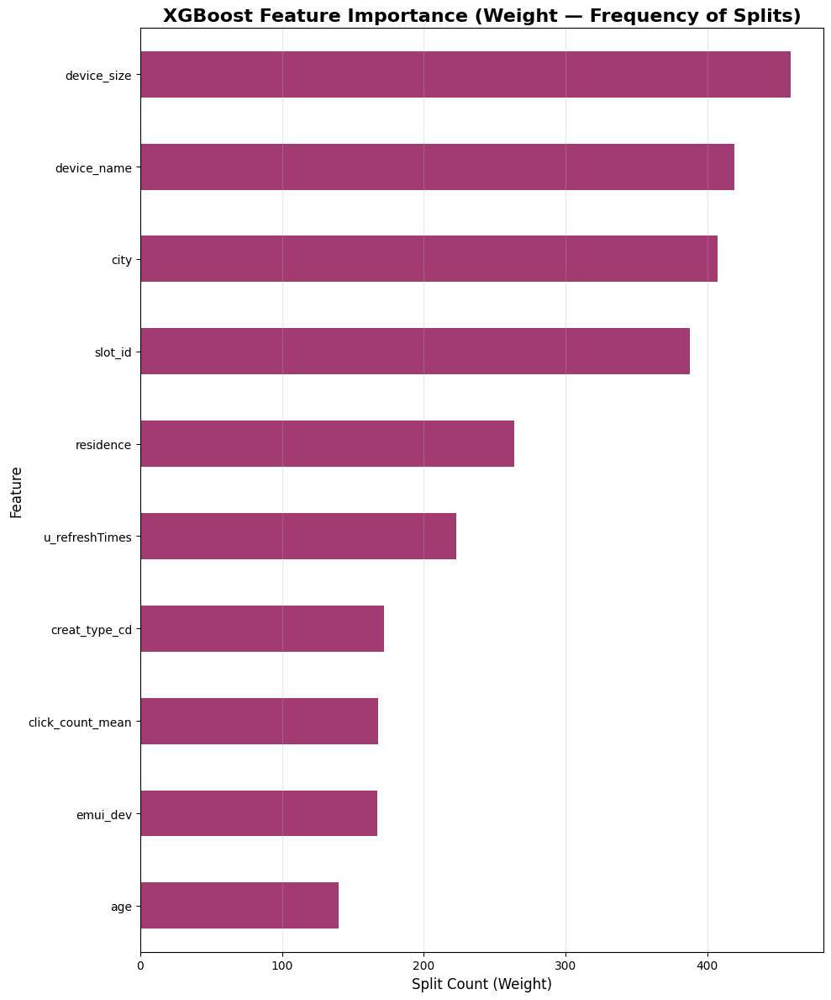 XGBoost Feature Importance (Weight — Frequency of Splits)
device_size
device_name
city
slot_id
residence
u_refreshTimes
creat_type_cd
click_count_mean
emui_dev
age
Feature
0 100 200 300 400
Split Count (Weight)